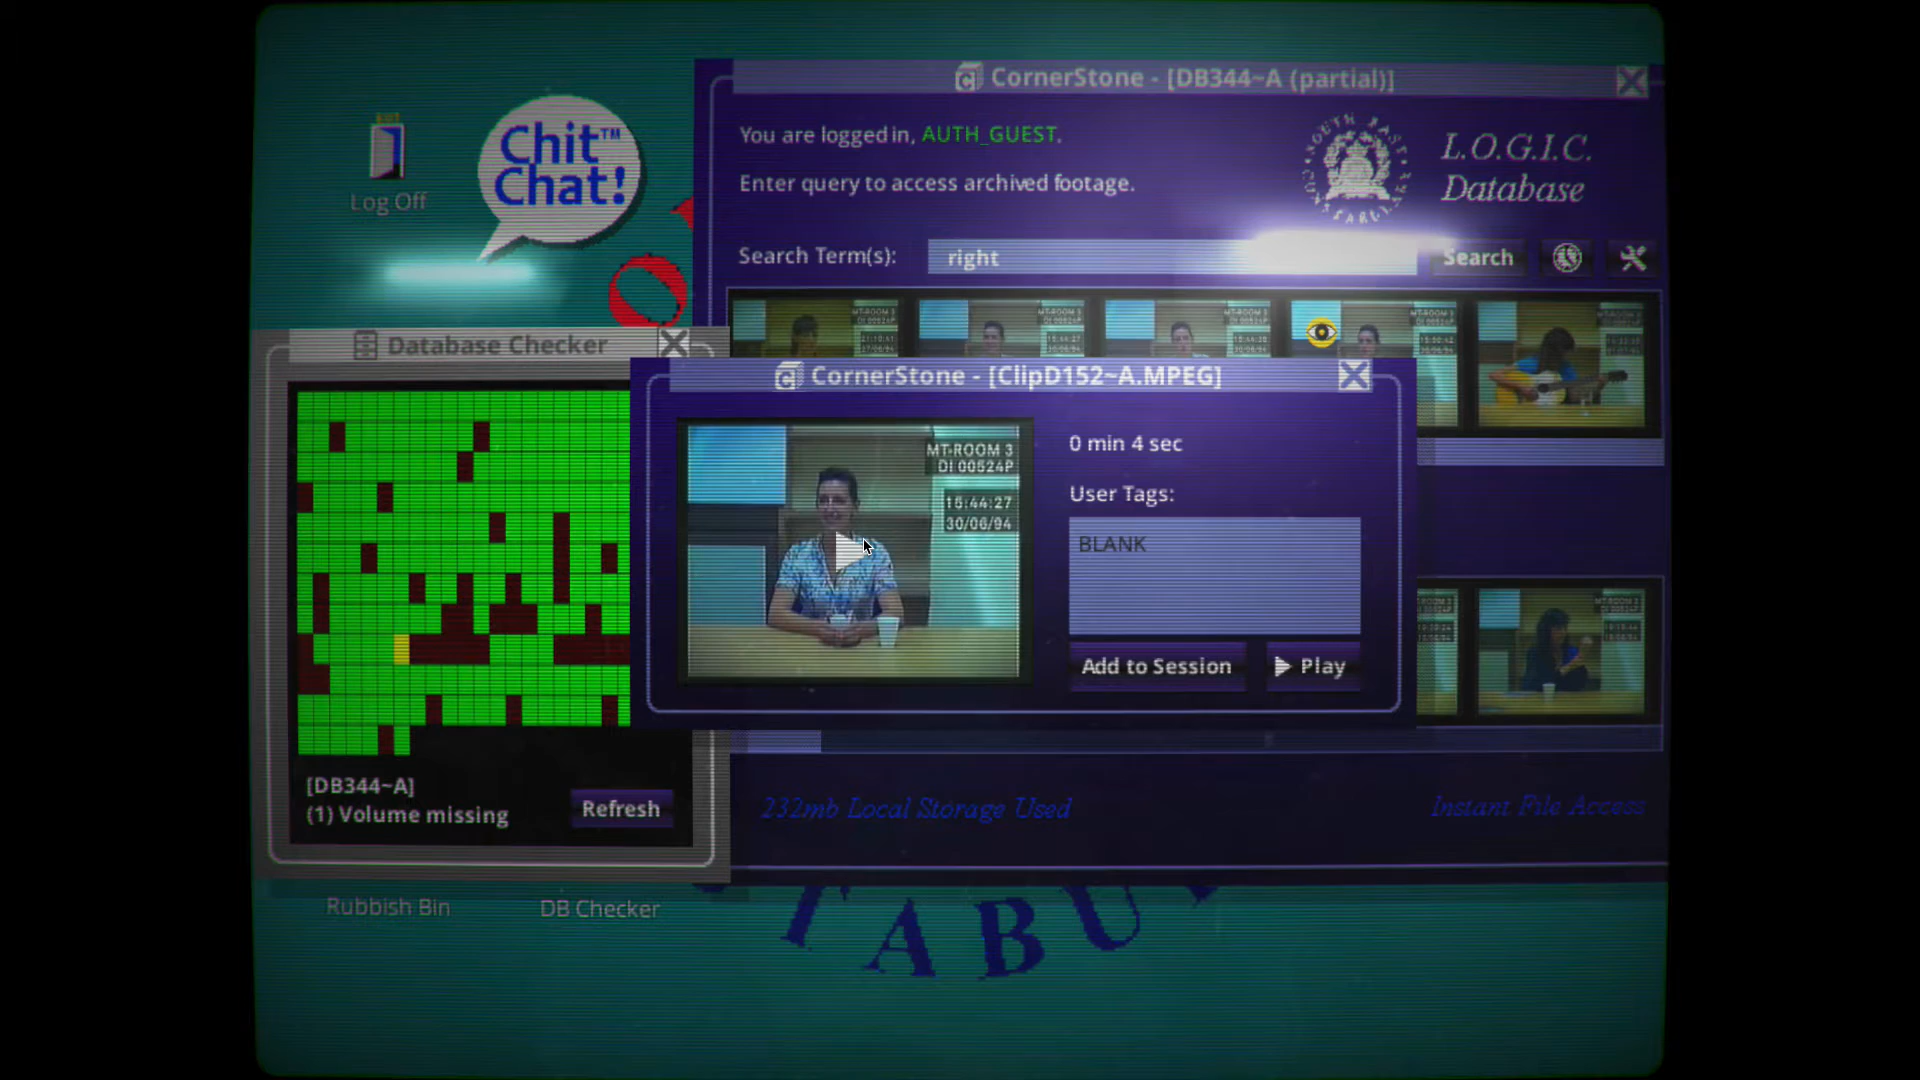 Log Off
Chit™
Chat!
CornerStone - [DB344~A (partial)]
You are logged in, AUTH_GUEST.
Enter query to access archived footage.
L.O.G.I.C.
Database
Search Term(s):
right
Search
Database Checker
CornerStone - [ClipD152~A.MPEG]
MT-ROOM 3
DI 00524P
15:44:27
30/06/94
0 min 4 sec
User Tags:
BLANK
Add to Session
Play
[DB344~A]
(1) Volume missing
Refresh
232mb Local Storage Used
Instant File Access
Rubbish Bin
DB Checker
TABU